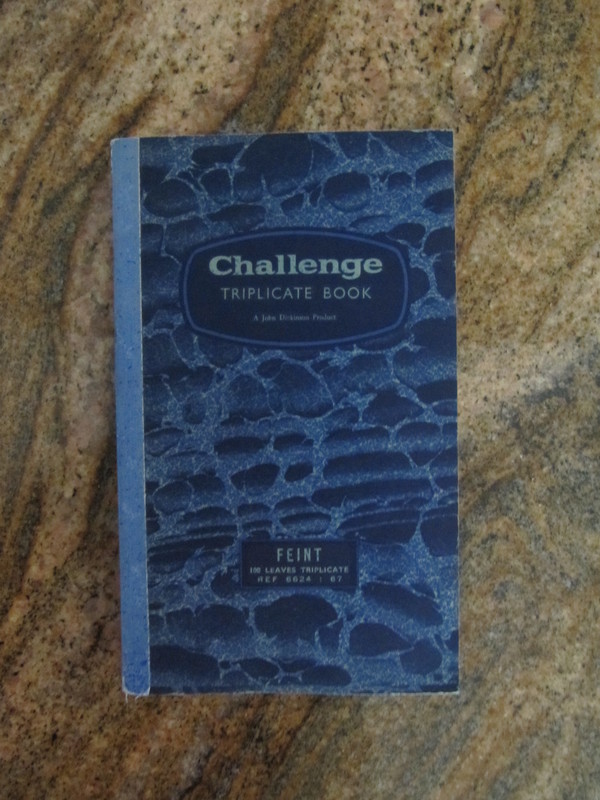 Challenge
TRIPLICATE BOOK
A John Dickinson Product
FEINT
100 LEAVES TRIPLICATE
REF 6624 : 67